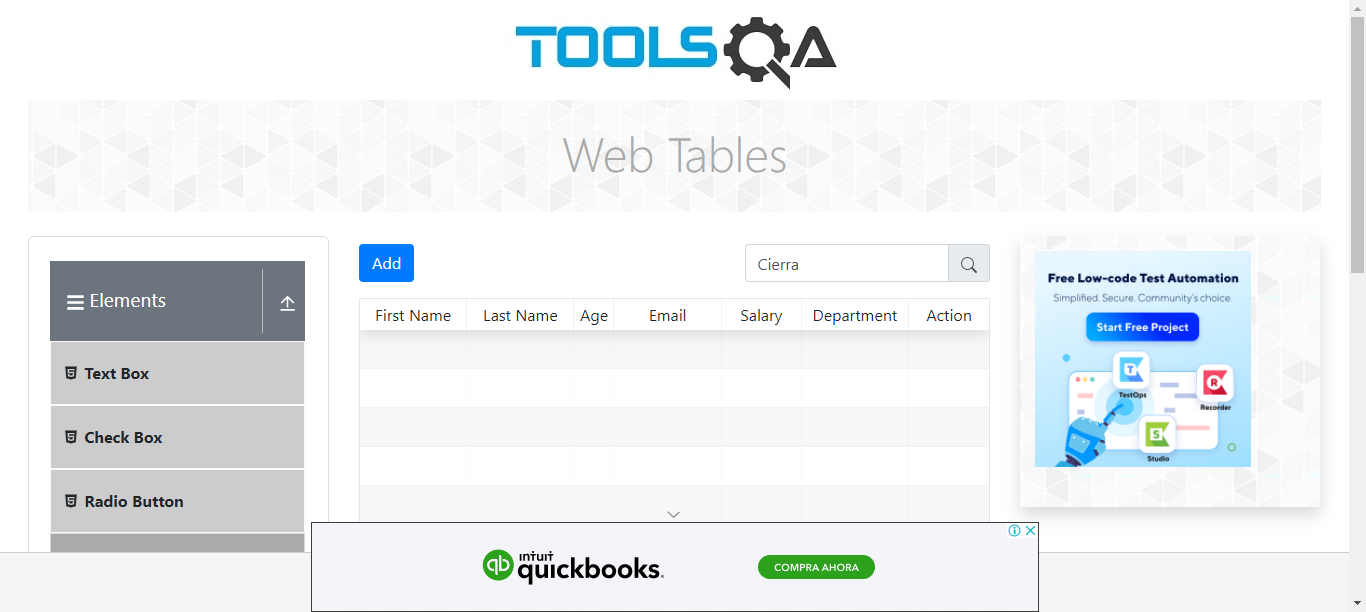 TOOLSQA
Web Tables
Elements
Text Box
Check Box
Radio Button
Add
Cierra
First Name Last Name Age Email Salary Department Action
Free Low-code Test Automation
Simplified. Secure. Community's choice.
Start Free Project
TestOps
Recorder
Studio
intuit
quickbooks.
COMPRA AHORA